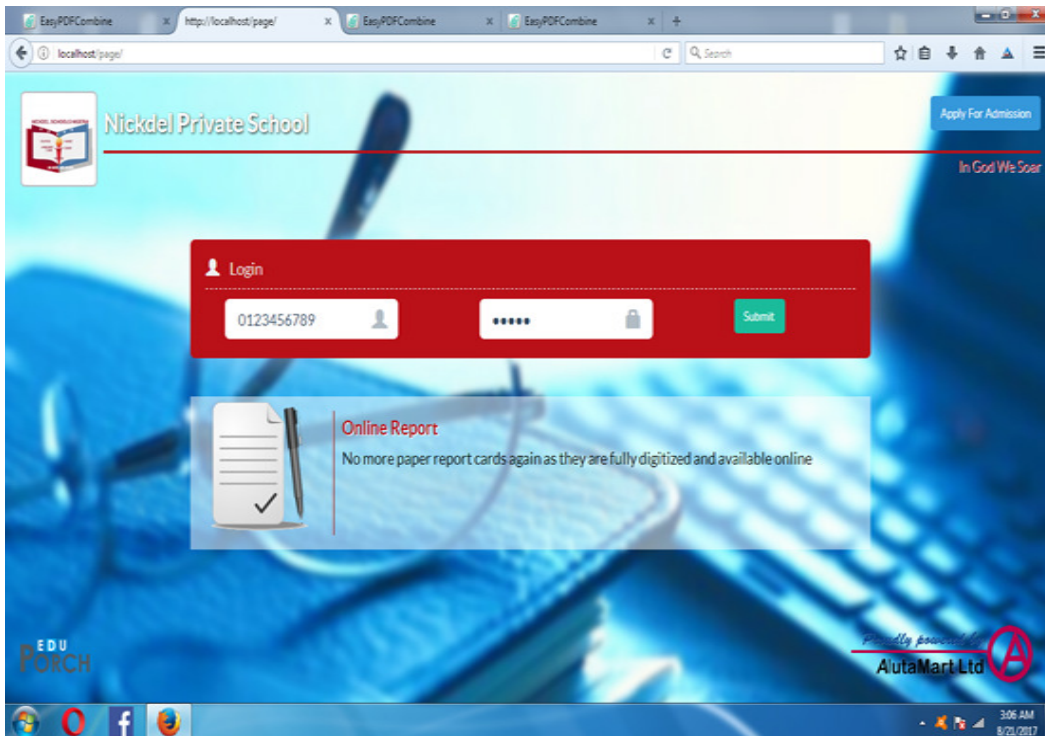 EasyPDFCombine x http://localhost/page/ x EasyPDFCombine x EasyPDFCombine x +
localhost/page/ Search
Nickdel Private School
Apply For Admission
In God We Soar
Login
0123456789 ••••• Submit
Online Report
No more paper report cards again as they are fully digitized and available online
EDU
PORCH
Proudly powered by
AlutaMart Ltd
A
3:06 AM
8/21/2017